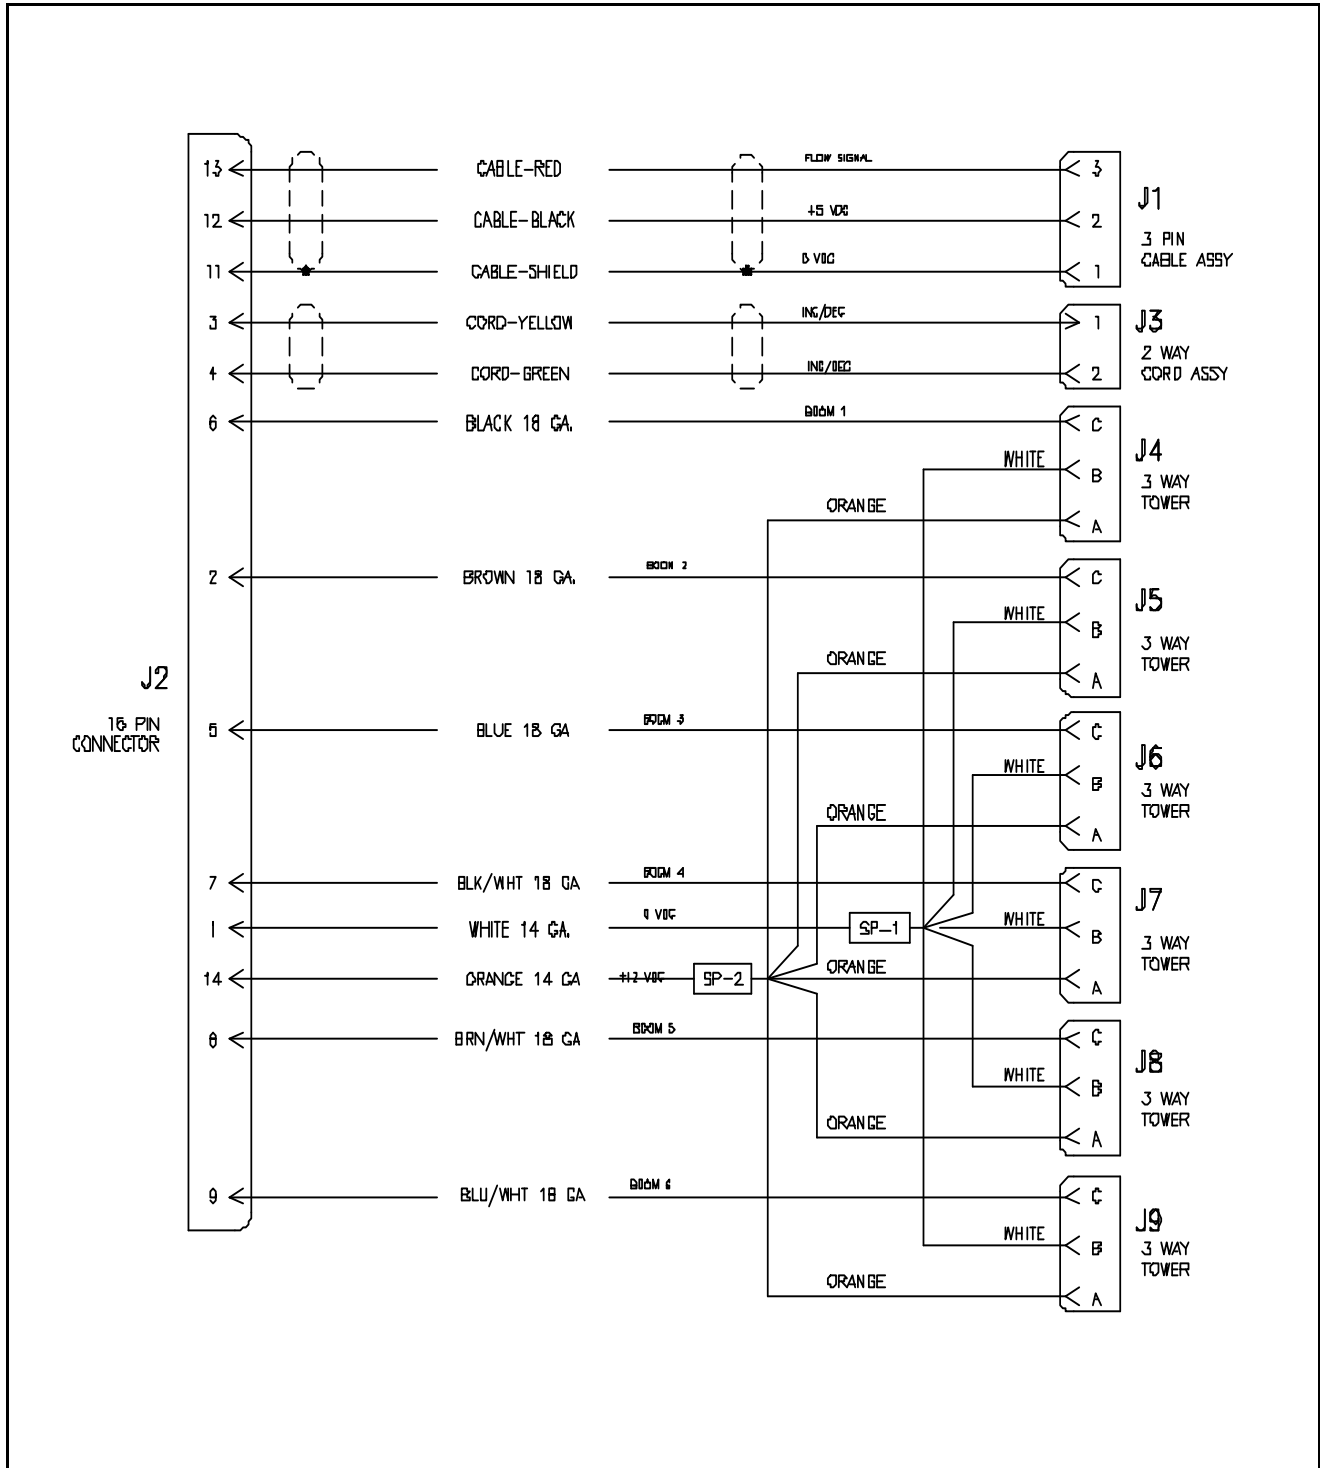 13 CABLE-RED FLOW SIGNAL 3
12 CABLE-BLACK +5 VDC 2
11 CABLE-SHIELD 0 VDC 1
J1
3 PIN
CABLE ASSY
3 CORD-YELLOW INC/DEC 1
4 CORD-GREEN INC/DEC 2
J3
2 WAY
CORD ASSY
6 BLACK 18 GA. BOOM 1 C
WHITE B
ORANGE A
J4
3 WAY
TOWER
2 BROWN 18 GA. BOOM 2 C
WHITE B
ORANGE A
J5
3 WAY
TOWER
J2
16 PIN
CONNECTOR
5 BLUE 18 GA BOOM 3 C
WHITE B
ORANGE A
J6
3 WAY
TOWER
7 BLK/WHT 18 GA BOOM 4 C
1 WHITE 14 GA. 0 VDC SP-1 WHITE B
14 ORANGE 14 GA +12 VDC SP-2 ORANGE A
J7
3 WAY
TOWER
8 BRN/WHT 18 GA BOOM 5 C
WHITE B
ORANGE A
J8
3 WAY
TOWER
9 BLU/WHT 18 GA BOOM 6 C
WHITE B
ORANGE A
J9
3 WAY
TOWER